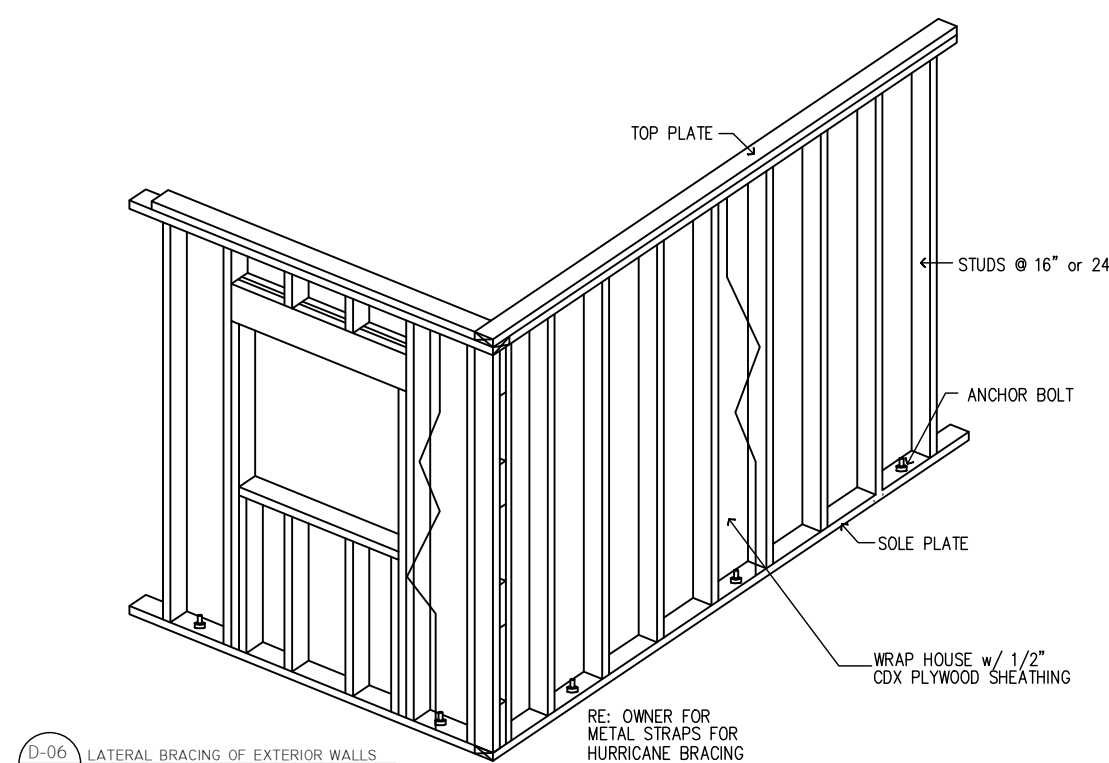 TOP PLATE
STUDS @ 16" or 24
ANCHOR BOLT
SOLE PLATE
WRAP HOUSE w/ 1/2"
CDX PLYWOOD SHEATHING
RE: OWNER FOR
METAL STRAPS FOR
HURRICANE BRACING
D-06
LATERAL BRACING OF EXTERIOR WALLS